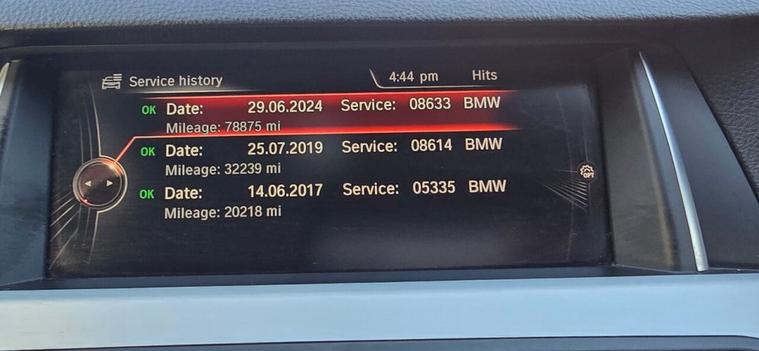 Service history 4:44 pm Hits
OK Date: 29.06.2024 Service: 08633 BMW
Mileage: 78875 mi
OK Date: 25.07.2019 Service: 08614 BMW
Mileage: 32239 mi
OK Date: 14.06.2017 Service: 05335 BMW
Mileage: 20218 mi
OPT